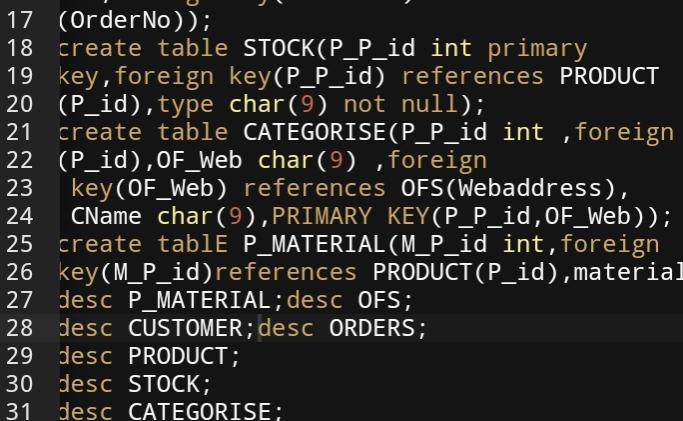 17 (OrderNo));
18 create table STOCK(P_P_id int primary
19 key,foreign key(P_P_id) references PRODUCT
20 (P_id),type char(9) not null);
21 create table CATEGORISE(P_P_id int ,foreign
22 (P_id),OF_Web char(9) ,foreign
23 key(OF_Web) references OFS(Webaddress),
24 CName char(9),PRIMARY KEY(P_P_id,OF_Web));
25 create tablE P_MATERIAL(M_P_id int,foreign
26 key(M_P_id)references PRODUCT(P_id),material
27 desc P_MATERIAL;desc OFS;
28 desc CUSTOMER;desc ORDERS;
29 desc PRODUCT;
30 desc STOCK;
31 desc CATEGORISE;